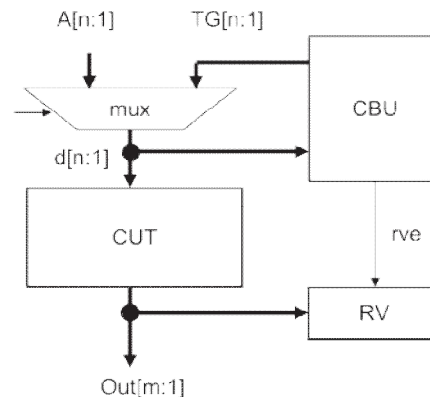 A[n:1]
TG[n:1]
mux
CBU
d[n:1]
CUT
rve
RV
Out[m:1]